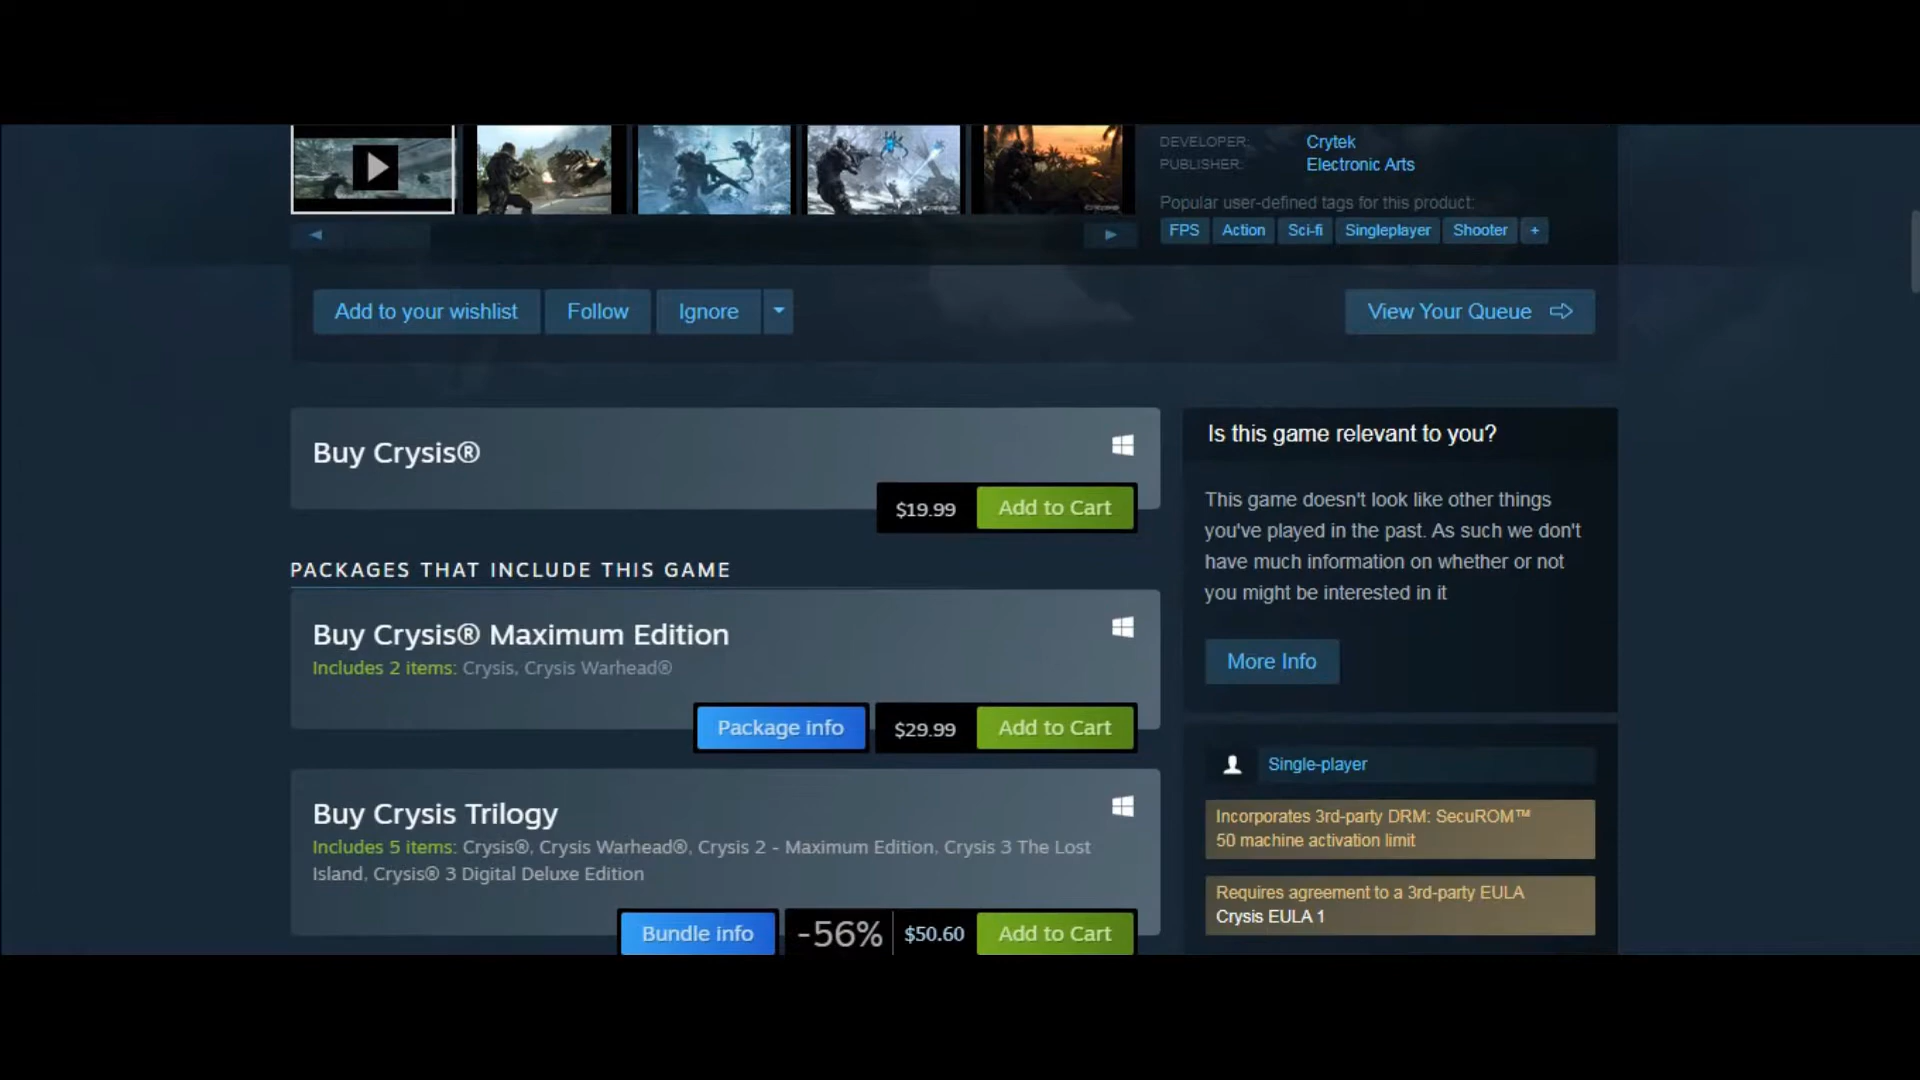 DEVELOPER: Crytek
PUBLISHER: Electronic Arts
Popular user-defined tags for this product:
FPS Action Sci-fi Singleplayer Shooter +
Add to your wishlist Follow Ignore View Your Queue
Buy Crysis®
$19.99 Add to Cart
PACKAGES THAT INCLUDE THIS GAME
Buy Crysis® Maximum Edition
Includes 2 items: Crysis, Crysis Warhead®
Package info $29.99 Add to Cart
Buy Crysis Trilogy
Includes 5 items: Crysis®, Crysis Warhead®, Crysis 2 - Maximum Edition, Crysis 3 The Lost
Island, Crysis® 3 Digital Deluxe Edition
Bundle info -56% $50.60 Add to Cart
Is this game relevant to you?
This game doesn't look like other things
you've played in the past. As such we don't
have much information on whether or not
you might be interested in it
More Info
Single-player
Incorporates 3rd-party DRM: SecuROM™
50 machine activation limit
Requires agreement to a 3rd-party EULA
Crysis EULA 1